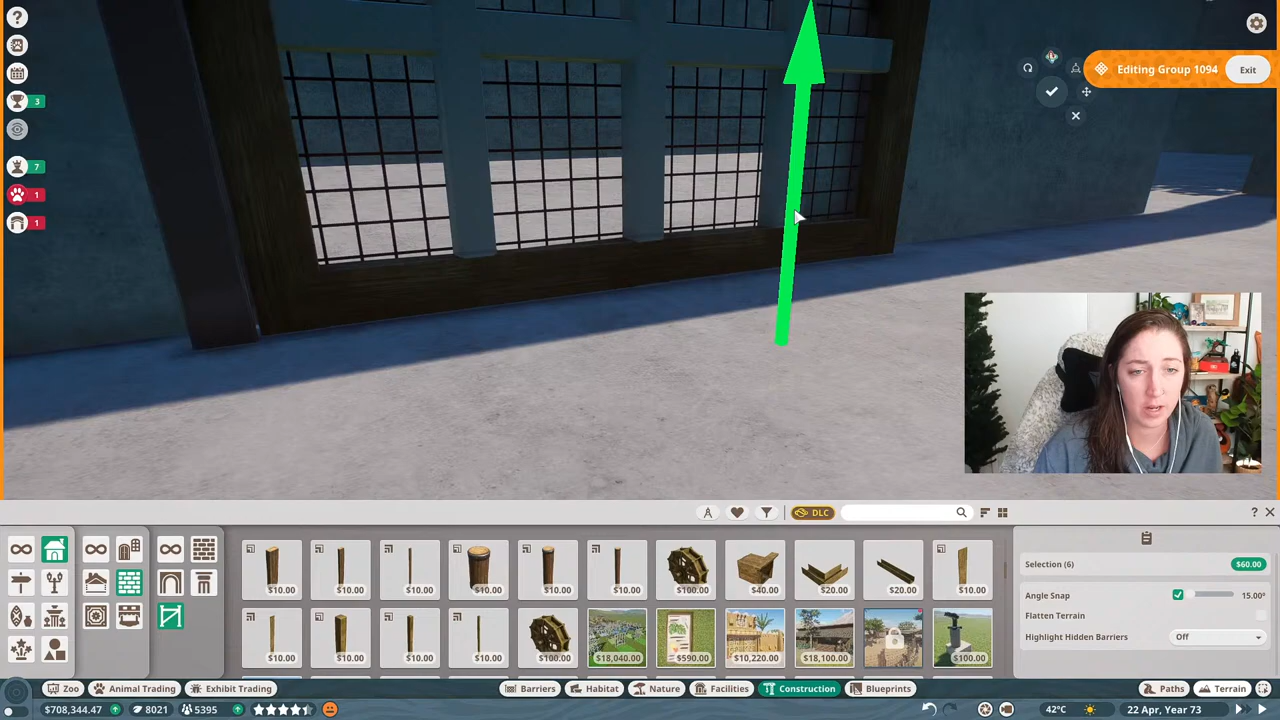 Editing Group 1094
Exit
3
7
1
1
DLC
?
$10.00 $10.00 $10.00 $10.00 $10.00 $10.00 $100.00 $40.00 $20.00 $20.00 $10.00
$10.00 $10.00 $10.00 $10.00 $100.00 $18,040.00 $590.00 $10,220.00 $18,100.00 $100.00
Selection (6) $60.00
Angle Snap 15.00°
Flatten Terrain
Highlight Hidden Barriers Off
Zoo Animal Trading Exhibit Trading Barriers Habitat Nature Facilities Construction Blueprints Paths Terrain
$708,344.47 8021 5395 42°C 22 Apr, Year 73